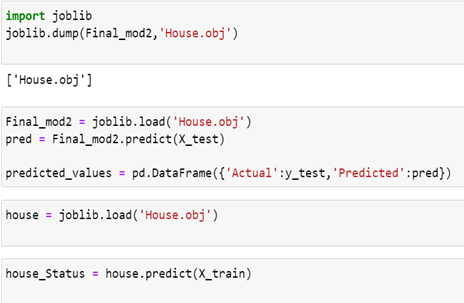 import joblib
joblib.dump(Final_mod2,'House.obj')
['House.obj']
Final_mod2 = joblib.load('House.obj')
pred = Final_mod2.predict(X_test)
predicted_values = pd.DataFrame({'Actual':y_test,'Predicted':pred})
house = joblib.load('House.obj')
house_Status = house.predict(X_train)